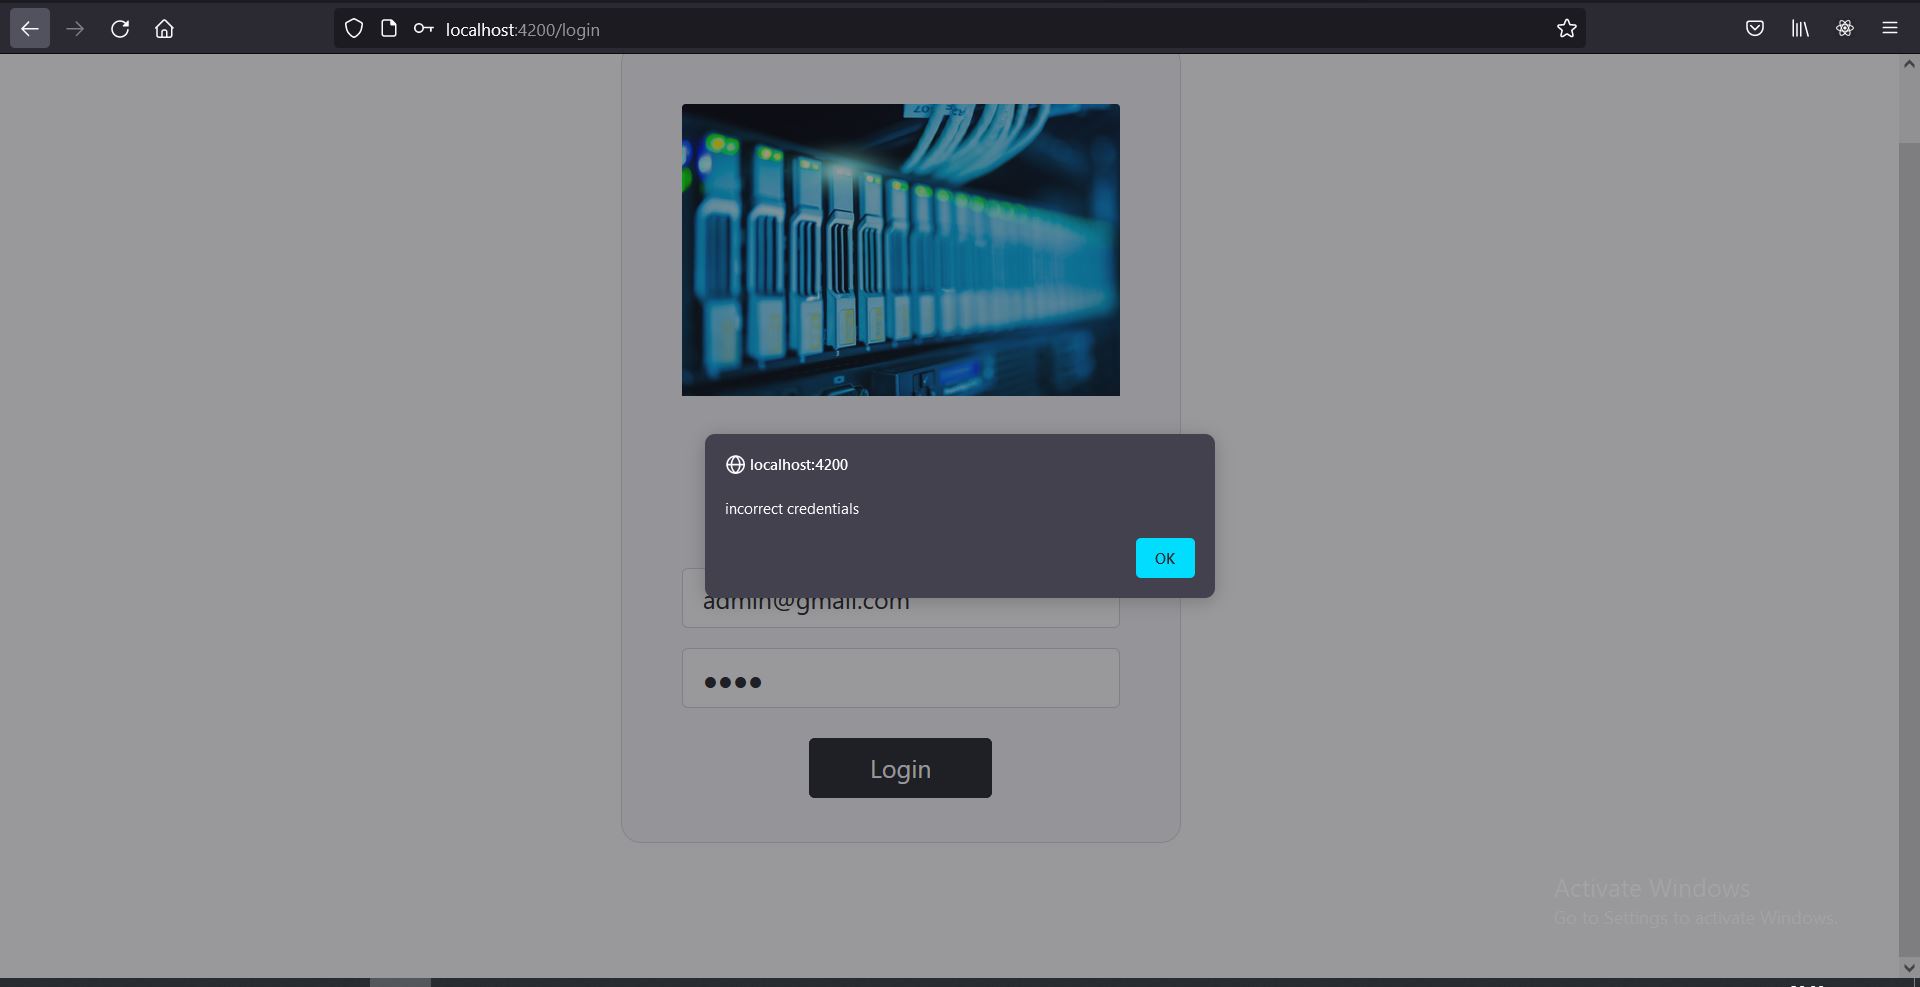 localhost:4200/login
localhost:4200
incorrect credentials
OK
admin@gmail.com
●●●●
Login
Activate Windows
Go to Settings to activate Windows.